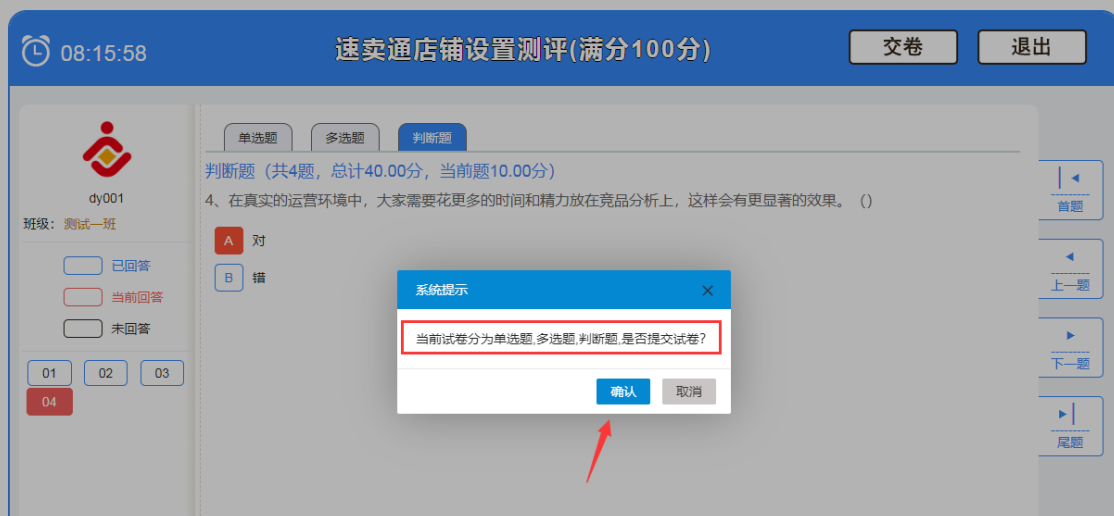 08:15:58
速卖通店铺设置测评(满分100分)
交卷
退出
dy001
班级：测试一班
已回答
当前回答
未回答
01 02 03
04
单选题 多选题 判断题
判断题（共4题，总计40.00分，当前题10.00分）
4、在真实的运营环境中，大家需要花更多的时间和精力放在竞品分析上，这样会有更显著的效果。（）
A 对
B 错
系统提示
当前试卷分为单选题,多选题,判断题,是否提交试卷?
确认 取消
首题
上一题
下一题
尾题